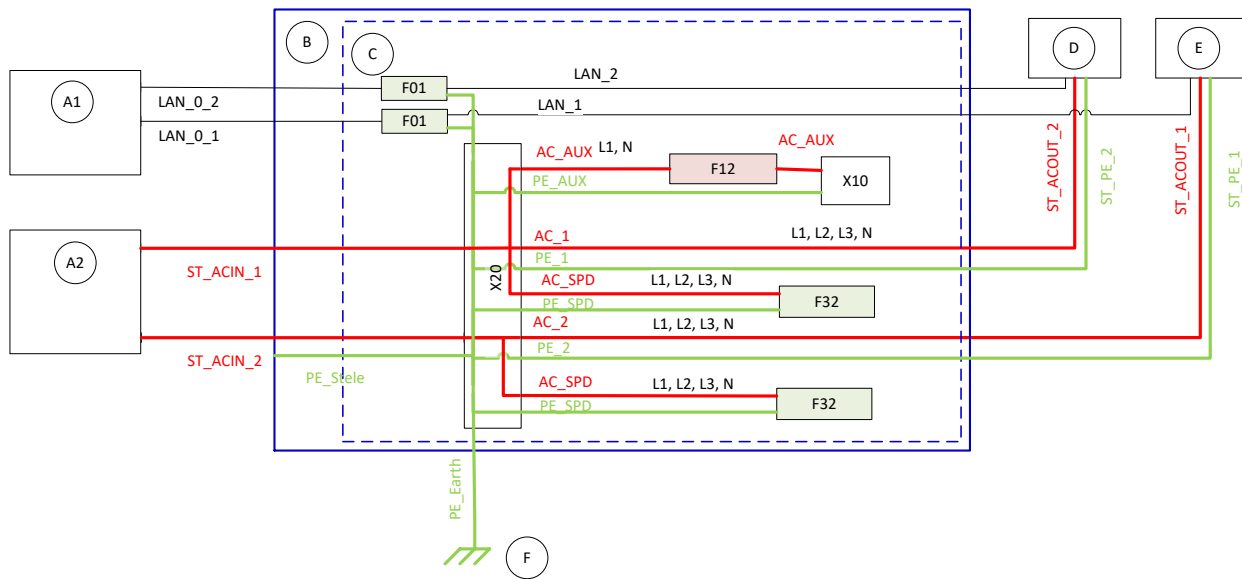 B
C
D
E
A1
LAN_0_2
LAN_0_1
F01
F01
LAN_2
LAN_1
AC_AUX
L1, N
F12
AC_AUX
X10
PE_AUX
ST_ACOUT_2
ST_PE_2
ST_ACOUT_1
ST_PE_1
A2
ST_ACIN_1
AC_1
L1, L2, L3, N
PE_1
X20
AC_SPD
L1, L2, L3, N
PE_SPD
F32
AC_2
L1, L2, L3, N
ST_ACIN_2
PE_2
PE_Stele
AC_SPD
L1, L2, L3, N
PE_SPD
F32
PE_Earth
F